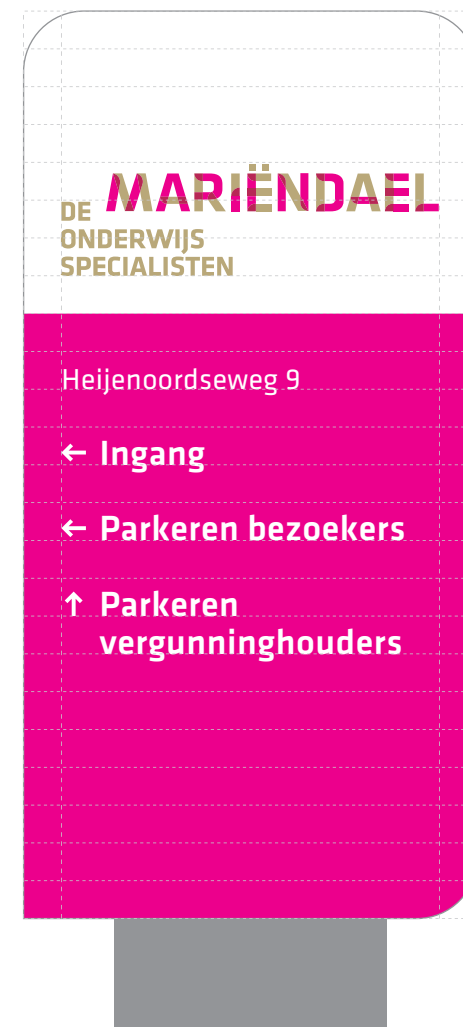 MARIËNDAEL
DE
ONDERWIJS
SPECIALISTEN
Heijenoordseweg 9
← Ingang
← Parkeren bezoekers
↑ Parkeren
vergunninghouders